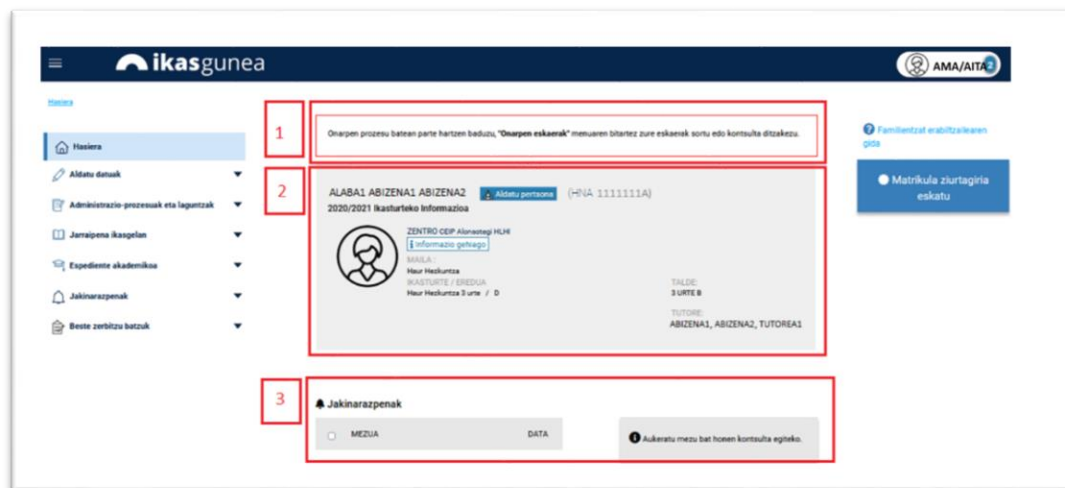 ikasgunea
AMA/AITA 2
Hasiera
1
Onarpen prozesu batean parte hartzen baduzu, "Onarpen eskaerak" menuaren bitartez zure eskaerak sortu edo kontsulta ditzakezu.
Familientzat erabiltzailearen
gida
Matrikula ziurtagiria
eskatu
Hasiera
Aldatu datuak
Administrazio-prozesuak eta laguntzak
Jarraipena ikasgelan
Expediente akademikoa
Jakinarazpenak
Beste zerbitzu batzuk
2
ALABA1 ABIZENA1 ABIZENA2 Aldatu pertsona (HNA 1111111A)
2020/2021 Ikasturteko Informazioa
ZENTRO CEIP Alonsotegi HLHI
Informazio gehiago
MAILA :
Haur Hezkuntza
IKASTURTE / EREDUA
Haur Hezkuntza 3 urte / D
TALDE:
3 URTE B
TUTORE:
ABIZENA1, ABIZENA2, TUTOREA1
3
Jakinarazpenak
MEZUA DATA
Aukeratu mezu bat honen kontsulta egiteko.